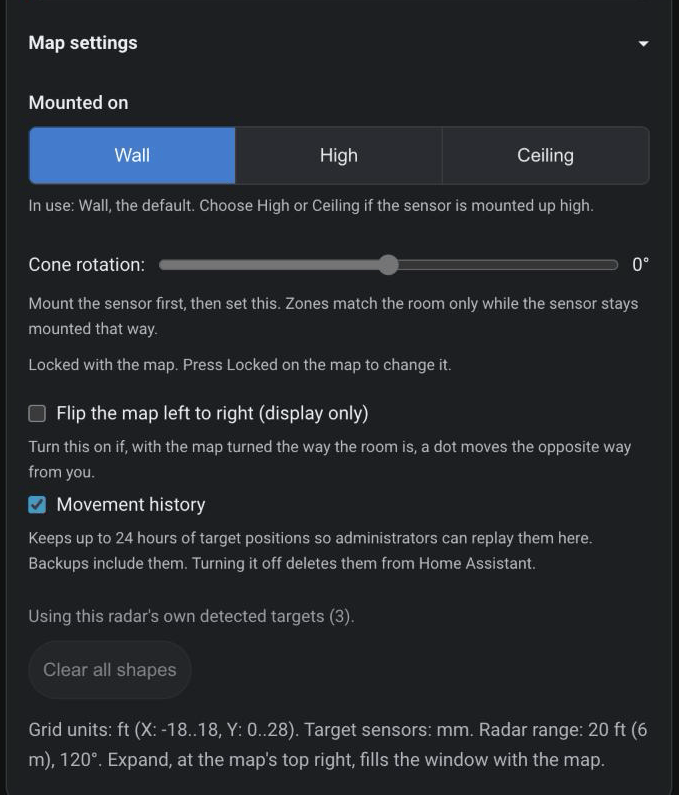 Map settings
Mounted on
Wall High Ceiling
In use: Wall, the default. Choose High or Ceiling if the sensor is mounted up high.
Cone rotation: 0°
Mount the sensor first, then set this. Zones match the room only while the sensor stays
mounted that way.
Locked with the map. Press Locked on the map to change it.
Flip the map left to right (display only)
Turn this on if, with the map turned the way the room is, a dot moves the opposite way
from you.
Movement history
Keeps up to 24 hours of target positions so administrators can replay them here.
Backups include them. Turning it off deletes them from Home Assistant.
Using this radar's own detected targets (3).
Clear all shapes
Grid units: ft (X: -18..18, Y: 0..28). Target sensors: mm. Radar range: 20 ft (6
m), 120°. Expand, at the map's top right, fills the window with the map.